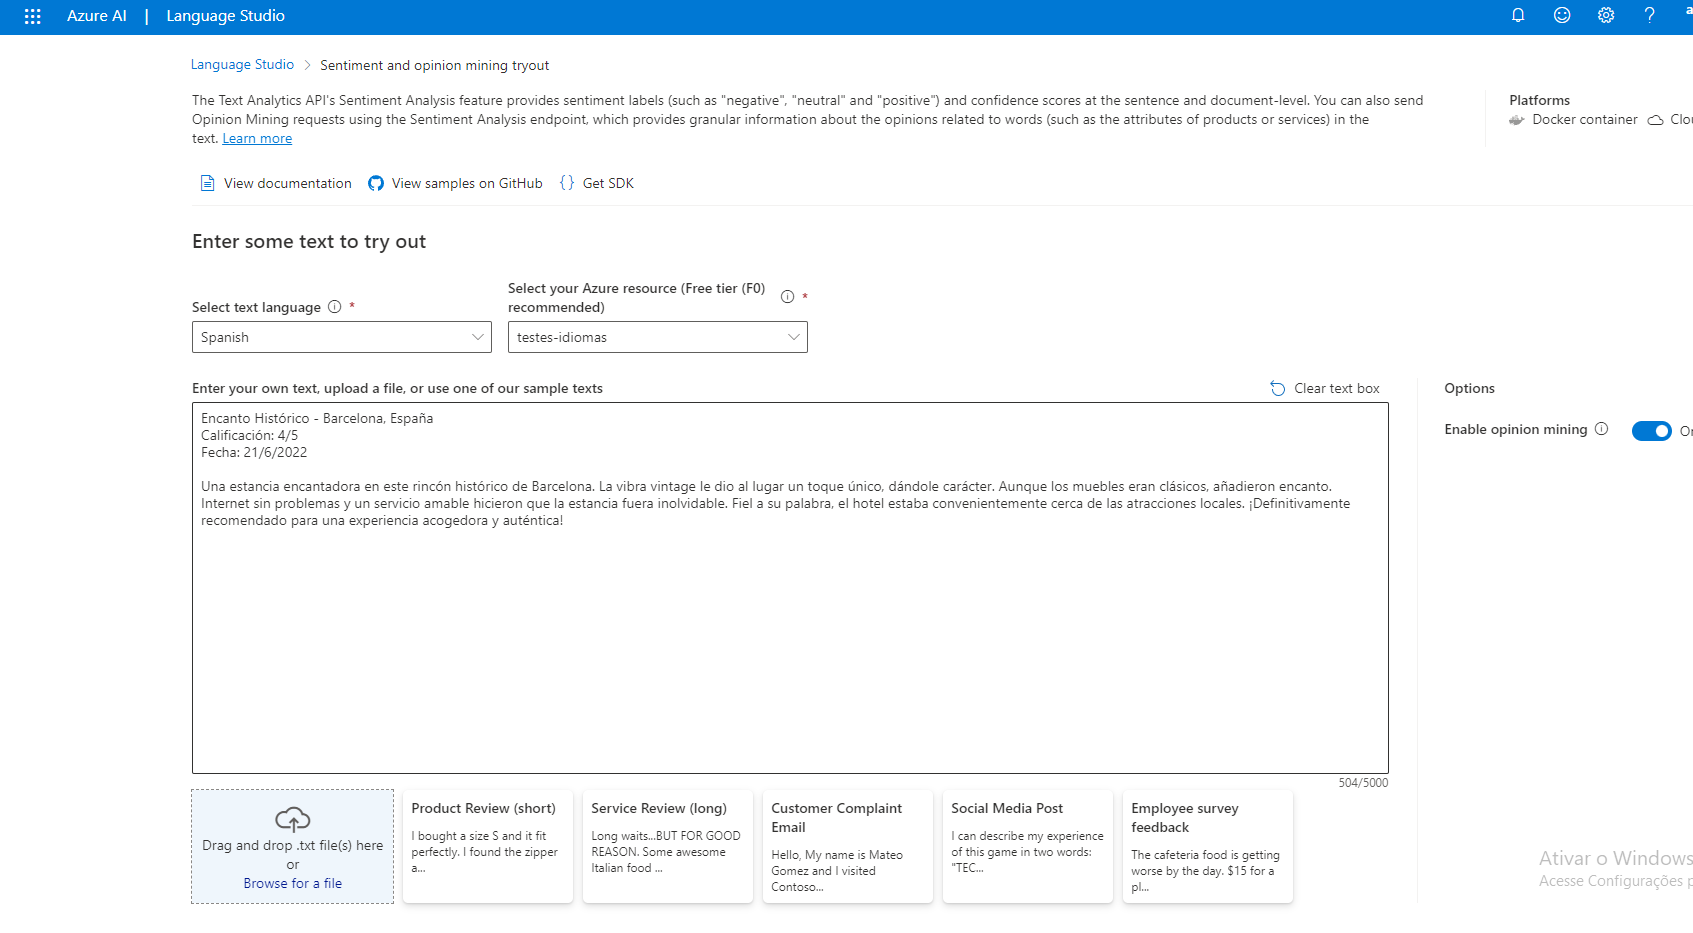 Azure AI | Language Studio
Language Studio > Sentiment and opinion mining tryout
The Text Analytics API's Sentiment Analysis feature provides sentiment labels (such as "negative", "neutral" and "positive") and confidence scores at the sentence and document-level. You can also send
Opinion Mining requests using the Sentiment Analysis endpoint, which provides granular information about the opinions related to words (such as the attributes of products or services) in the
text. Learn more
Platforms
Docker container
View documentation View samples on GitHub {} Get SDK
Enter some text to try out
Select text language *
Spanish
Select your Azure resource (Free tier (F0)
recommended) *
testes-idiomas
Enter your own text, upload a file, or use one of our sample texts
Clear text box
Encanto Histórico - Barcelona, España
Calificación: 4/5
Fecha: 21/6/2022
Una estancia encantadora en este rincón histórico de Barcelona. La vibra vintage le dio al lugar un toque único, dándole carácter. Aunque los muebles eran clásicos, añadieron encanto.
Internet sin problemas y un servicio amable hicieron que la estancia fuera inolvidable. Fiel a su palabra, el hotel estaba convenientemente cerca de las atracciones locales. ¡Definitivamente
recomendado para una experiencia acogedora y auténtica!
504/5000
Options
Enable opinion mining
Drag and drop .txt file(s) here
or
Browse for a file
Product Review (short)
I bought a size S and it fit
perfectly. I found the zipper
a...
Service Review (long)
Long waits...BUT FOR GOOD
REASON. Some awesome
Italian food ...
Customer Complaint
Email
Hello, My name is Mateo
Gomez and I visited
Contoso...
Social Media Post
I can describe my experience
of this game in two words:
"TEC...
Employee survey
feedback
The cafeteria food is getting
worse by the day. $15 for a
pl...
Ativar o Windows
Acesse Configurações